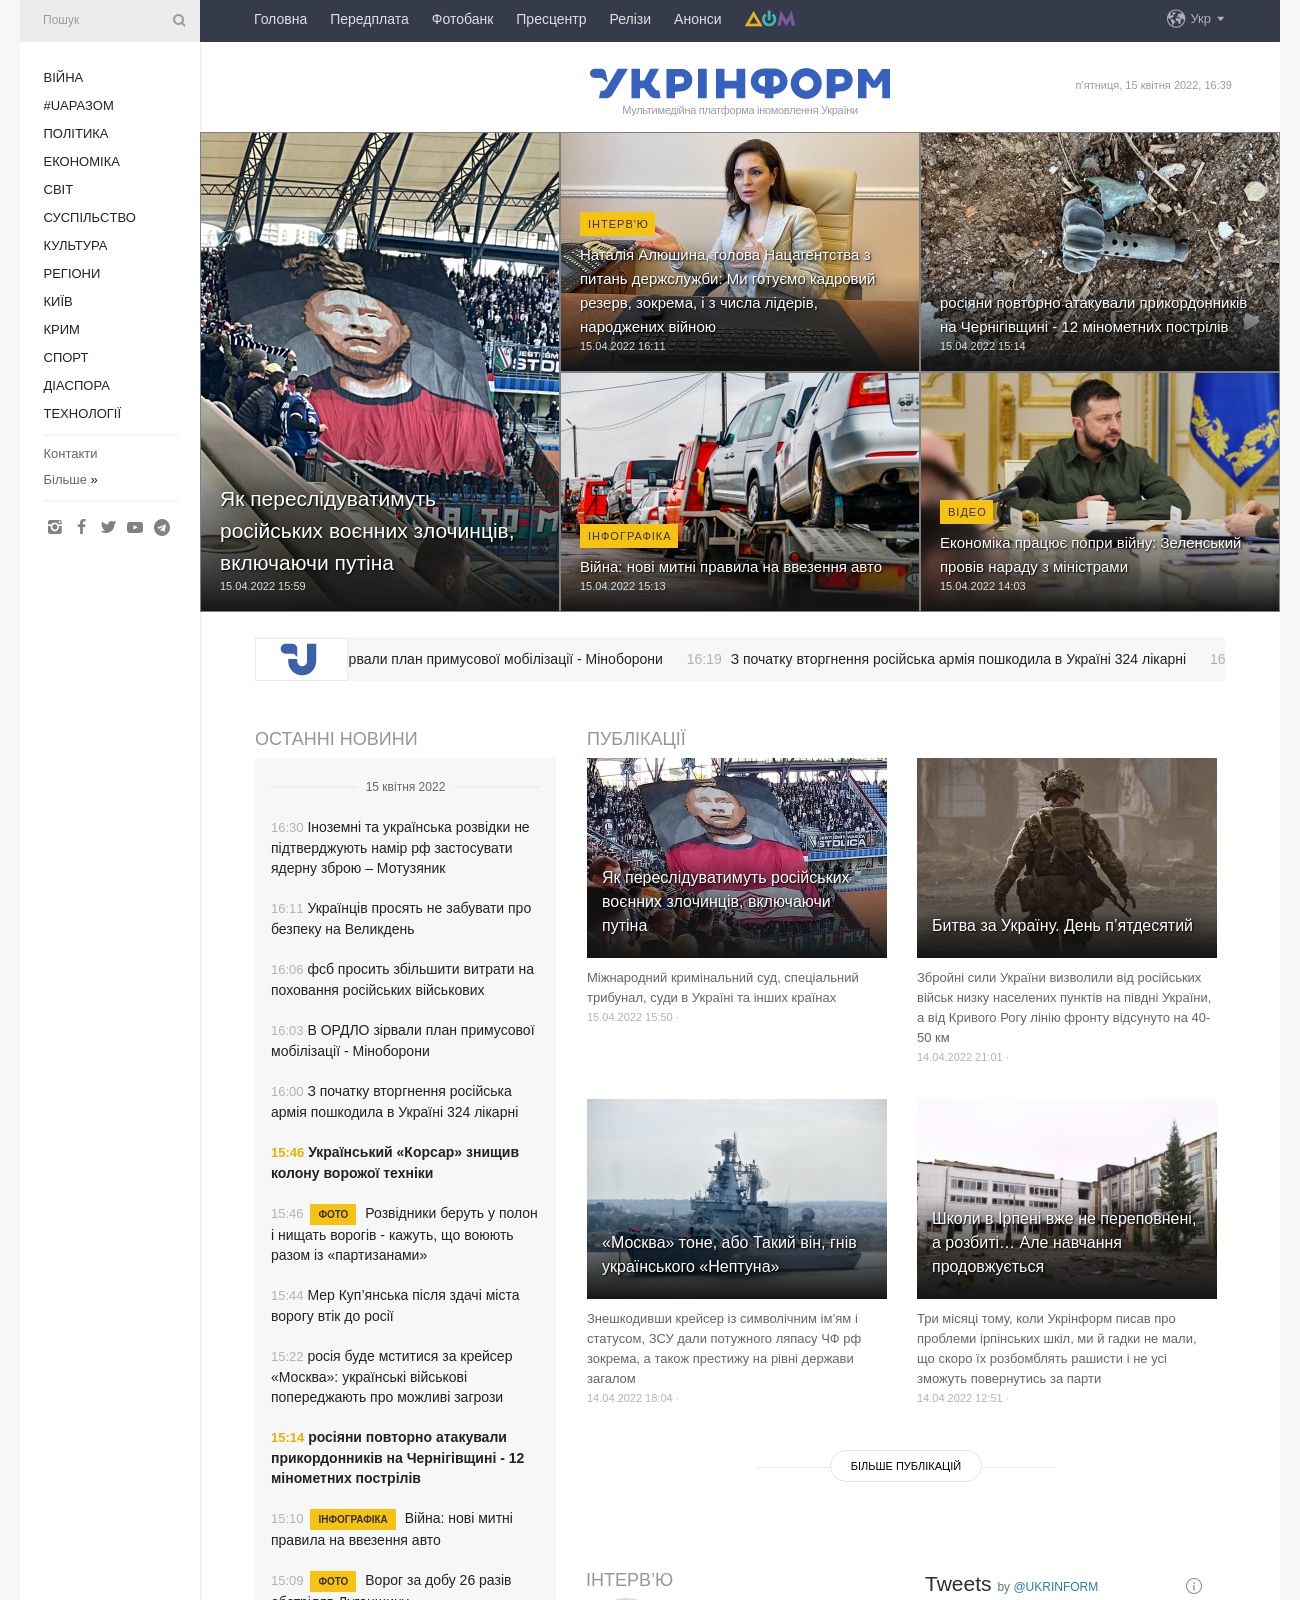 Пошук
Головна Передплата Фотобанк Пресцентр Релізи Анонси ДОМ Укр
ВІЙНА
#UAРАЗОМ
ПОЛІТИКА
ЕКОНОМІКА
СВІТ
СУСПІЛЬСТВО
КУЛЬТУРА
РЕГІОНИ
КИЇВ
КРИМ
СПОРТ
ДІАСПОРА
ТЕХНОЛОГІЇ
Контакти
Більше »
УКРІНФОРМ
Мультимедійна платформа іномовлення України
п'ятниця, 15 квітня 2022, 16:39
Як переслідуватимуть
російських воєнних злочинців,
включаючи путіна
15.04.2022 15:59
ІНТЕРВ'Ю
Наталія Алюшина, голова Нацагентства з
питань держслужби: Ми готуємо кадровий
резерв, зокрема, і з числа лідерів,
народжених війною
15.04.2022 16:11
росіяни повторно атакували прикордонників
на Чернігівщині - 12 мінометних пострілів
15.04.2022 15:14
ІНФОГРАФІКА
Війна: нові митні правила на ввезення авто
15.04.2022 15:13
ВІДЕО
Економіка працює попри війну: Зеленський
провів нараду з міністрами
15.04.2022 14:03
рвали план примусової мобілізації - Міноборони 16:19 З початку вторгнення російська армія пошкодила в Україні 324 лікарні 16
ОСТАННІ НОВИНИ
15 квітня 2022
16:30 Іноземні та українська розвідки не
підтверджують намір рф застосувати
ядерну зброю – Мотузяник
16:11 Українців просять не забувати про
безпеку на Великдень
16:06 фсб просить збільшити витрати на
поховання російських військових
16:03 В ОРДЛО зірвали план примусової
мобілізації - Міноборони
16:00 З початку вторгнення російська
армія пошкодила в Україні 324 лікарні
15:46 Український «Корсар» знищив
колону ворожої техніки
15:46 ФОТО Розвідники беруть у полон
і нищать ворогів - кажуть, що воюють
разом із «партизанами»
15:44 Мер Куп’янська після здачі міста
ворогу втік до росії
15:22 росія буде мститися за крейсер
«Москва»: українські військові
попереджають про можливі загрози
15:14 росіяни повторно атакували
прикордонників на Чернігівщині - 12
мінометних пострілів
15:10 ІНФОГРАФІКА Війна: нові митні
правила на ввезення авто
15:09 ФОТО Ворог за добу 26 разів
обстріляв Луганщину
ПУБЛІКАЦІЇ
STOLICA
Як переслідуватимуть російських
воєнних злочинців, включаючи
путіна
Міжнародний кримінальний суд, спеціальний
трибунал, суди в Україні та інших країнах
15.04.2022 15:50 ·
Битва за Україну. День п’ятдесятий
Збройні сили України визволили від російських
військ низку населених пунктів на півдні України,
а від Кривого Рогу лінію фронту відсунуто на 40-
50 км
14.04.2022 21:01 ·
«Москва» тоне, або Такий він, гнів
українського «Нептуна»
Знешкодивши крейсер із символічним ім’ям і
статусом, ЗСУ дали потужного ляпасу ЧФ рф
зокрема, а також престижу на рівні держави
загалом
14.04.2022 18:04 ·
Школи в Ірпені вже не переповнені,
а розбиті… Але навчання
продовжується
Три місяці тому, коли Укрінформ писав про
проблеми ірпінських шкіл, ми й гадки не мали,
що скоро їх розбомблять рашисти і не усі
зможуть повернутись за парти
14.04.2022 12:51 ·
БІЛЬШЕ ПУБЛІКАЦІЙ
ІНТЕРВ'Ю
Tweets by @UKRINFORM